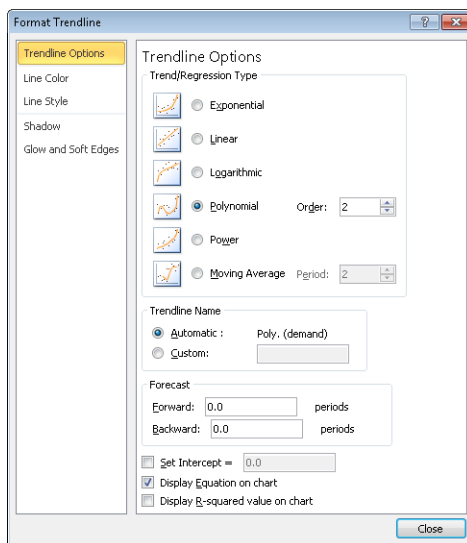 Format Trendline
Trendline Options
Line Color
Line Style
Shadow
Glow and Soft Edges
Trendline Options
Trend/Regression Type
Exponential
Linear
Logarithmic
Polynomial Order: 2
Power
Moving Average Period: 2
Trendline Name
Automatic : Poly. (demand)
Custom:
Forecast
Forward: 0.0 periods
Backward: 0.0 periods
Set Intercept = 0.0
Display Equation on chart
Display R-squared value on chart
Close